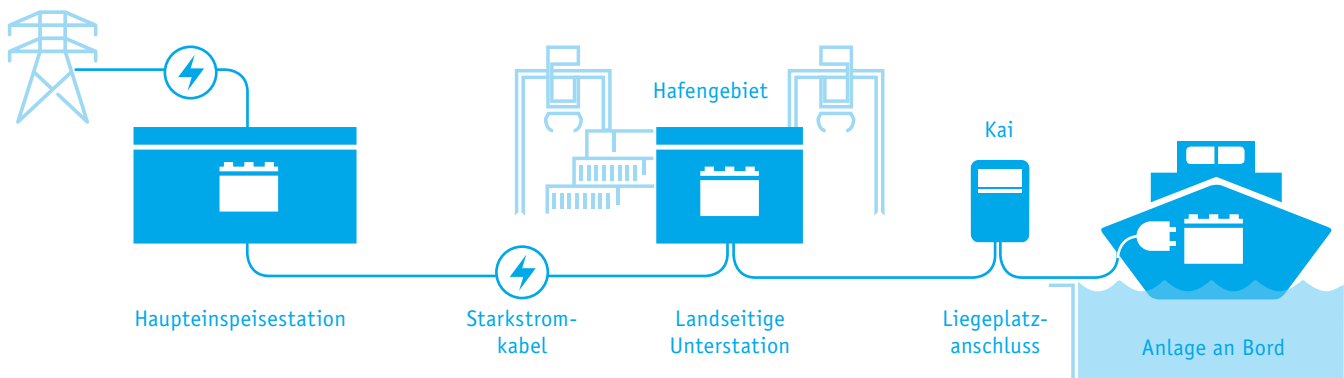 Hafengebiet
Kai
Haupteinspeisestation
Starkstrom-
kabel
Landseitige
Unterstation
Liegeplatz-
anschluss
Anlage an Bord